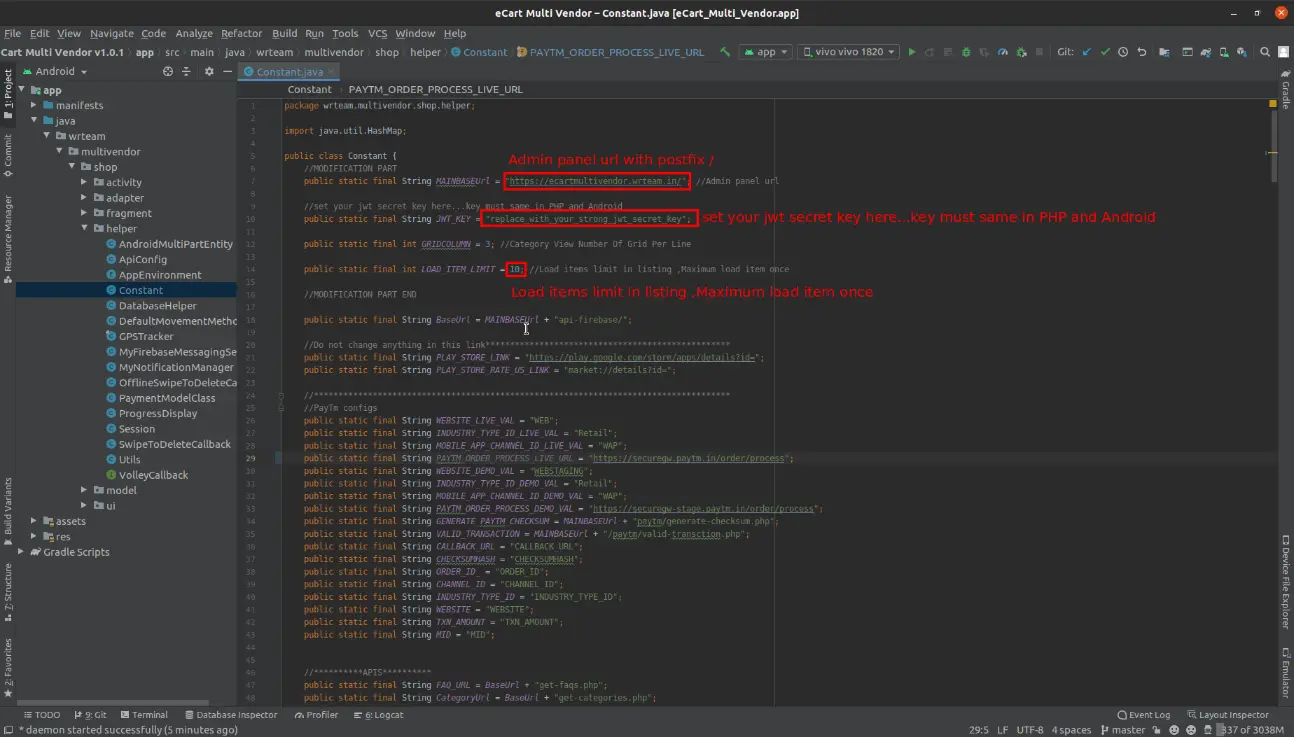 eCart Multi Vendor – Constant.java [eCart_Multi_Vendor.app]
File Edit View Navigate Code Analyze Refactor Build Run Tools VCS Window Help
Cart Multi Vendor v1.0.1 › app › src › main › java › wrteam › multivendor › shop › helper › Constant › PAYTM_ORDER_PROCESS_LIVE_URL
app
vivo vivo 1820
Git:
1: Project
Commit
Resource Manager
Build Variants
7: Structure
2: Favorites
Android
app
manifests
java
wrteam
multivendor
shop
activity
adapter
fragment
helper
AndroidMultiPartEntity
ApiConfig
AppEnvironment
Constant
DatabaseHelper
DefaultMovementMetho
GPSTracker
MyFirebaseMessagingSe
MyNotificationManager
OfflineSwipeToDeleteCa
PaymentModelClass
ProgressDisplay
Session
SwipeToDeleteCallback
Utils
VolleyCallback
model
ui
assets
res
Gradle Scripts
Constant.java
Constant › PAYTM_ORDER_PROCESS_LIVE_URL
1 package wrteam.multivendor.shop.helper;
2
3 import java.util.HashMap;
4
5 public class Constant {
Admin panel url with postfix /
6 //MODIFICATION PART
7 public static final String MAINBASEUrl = "https://ecartmultivendor.wrteam.in/"; //Admin panel url
8
9 //set your jwt secret key here...key must same in PHP and Android
10 public static final String JWT_KEY = "replace_with_your_strong_jwt_secret_key"; set your jwt secret key here...key must same in PHP and Android
11
12 public static final int GRIDCOLUMN = 3; //Category View Number Of Grid Per Line
13
14 public static final int LOAD_ITEM_LIMIT = 10; //Load items limit in listing ,Maximum load item once
15
Load items limit in listing ,Maximum load item once
16 //MODIFICATION PART END
17
18 public static final String BaseUrl = MAINBASEUrl + "api-firebase/";
19
20 //Do not change anything in this link**************************************************
21 public static final String PLAY_STORE_LINK = "https://play.google.com/store/apps/details?id=";
22 public static final String PLAY_STORE_RATE_US_LINK = "market://details?id=";
23
24 //*************************************************************************************
25 //PayTm configs
26 public static final String WEBSITE_LIVE_VAL = "WEB";
27 public static final String INDUSTRY_TYPE_ID_LIVE_VAL = "Retail";
28 public static final String MOBILE_APP_CHANNEL_ID_LIVE_VAL = "WAP";
29 public static final String PAYTM_ORDER_PROCESS_LIVE_URL = "https://securegw.paytm.in/order/process";
30 public static final String WEBSITE_DEMO_VAL = "WEBSTAGING";
31 public static final String INDUSTRY_TYPE_ID_DEMO_VAL = "Retail";
32 public static final String MOBILE_APP_CHANNEL_ID_DEMO_VAL = "WAP";
33 public static final String PAYTM_ORDER_PROCESS_DEMO_VAL = "https://securegw-stage.paytm.in/order/process";
34 public static final String GENERATE_PAYTM_CHECKSUM = MAINBASEUrl + "paytm/generate-checksum.php";
35 public static final String VALID_TRANSACTION = MAINBASEUrl + "/paytm/valid-transction.php";
36 public static final String CALLBACK_URL = "CALLBACK_URL";
37 public static final String CHECKSUMHASH = "CHECKSUMHASH";
38 public static final String ORDER_ID_ = "ORDER_ID";
39 public static final String CHANNEL_ID = "CHANNEL_ID";
40 public static final String INDUSTRY_TYPE_ID = "INDUSTRY_TYPE_ID";
41 public static final String WEBSITE = "WEBSITE";
42 public static final String TXN_AMOUNT = "TXN_AMOUNT";
43 public static final String MID = "MID";
44
45
46 //**********APIS**********
47 public static final String FAQ_URL = BaseUrl + "get-faqs.php";
48 public static final String CategoryUrl = BaseUrl + "get-categories.php";
Gradle
Device File Explorer
Emulator
TODO 9: Git Terminal Database Inspector Profiler 6: Logcat Event Log Layout Inspector
* daemon started successfully (5 minutes ago) 29:5 LF UTF-8 4 spaces master 337 of 3038M